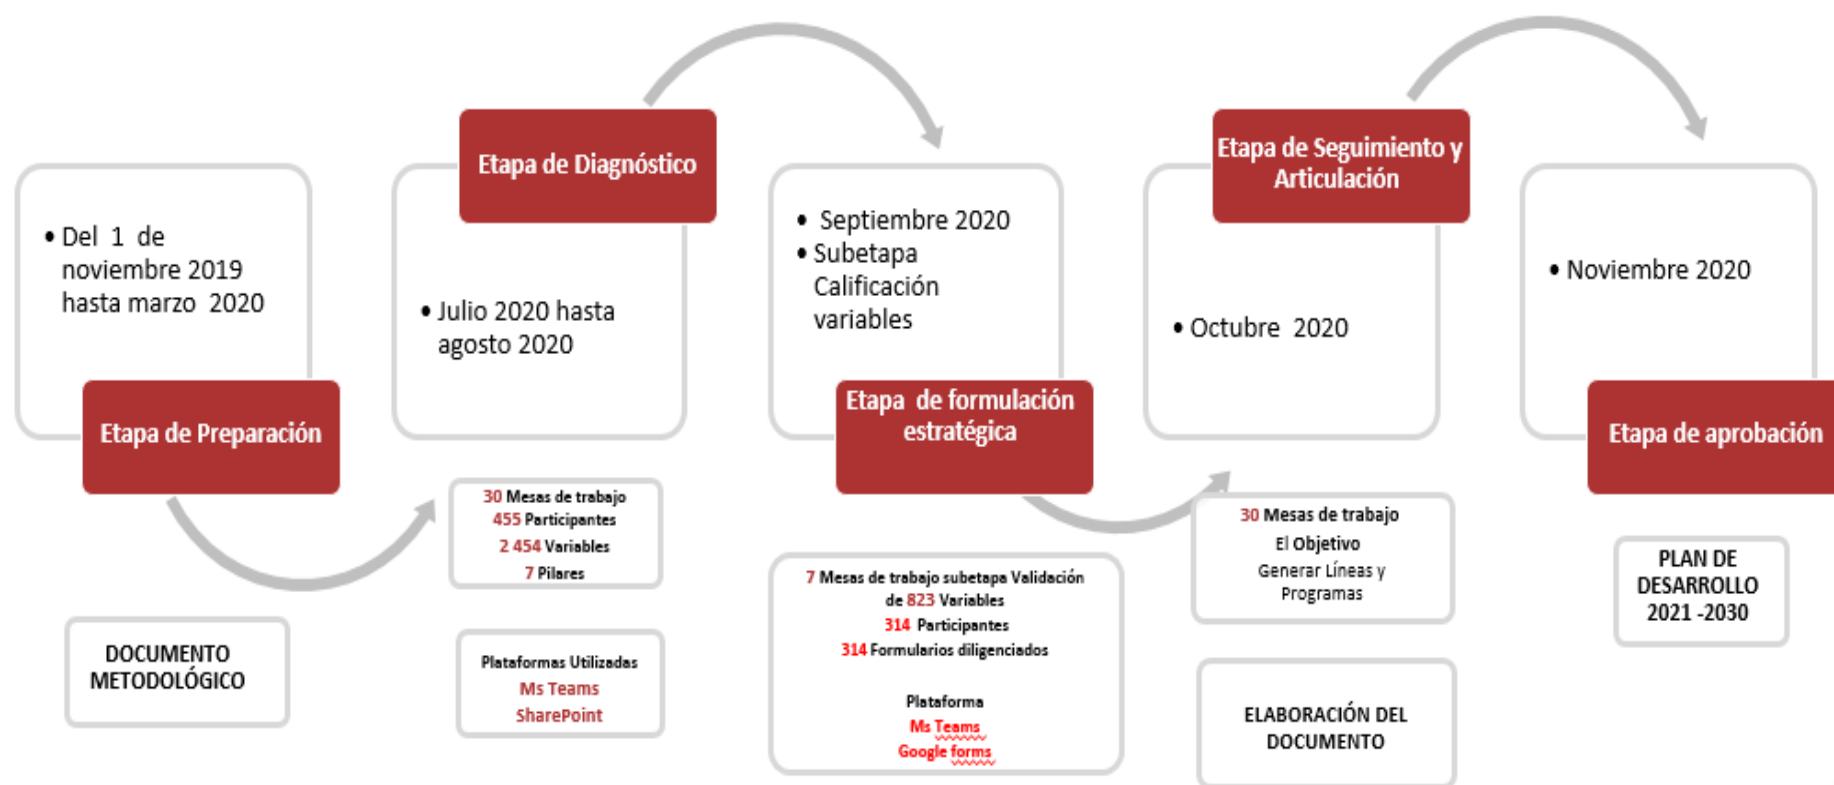 • Del 1 de
noviembre 2019
hasta marzo 2020
Etapa de Preparación
DOCUMENTO
METODOLÓGICO
Etapa de Diagnóstico
• Julio 2020 hasta
agosto 2020
30 Mesas de trabajo
455 Participantes
2 454 Variables
7 Pilares
Plataformas Utilizadas
Ms Teams
SharePoint
• Septiembre 2020
• Subetapa
Calificación
variables
Etapa de formulación
estratégica
7 Mesas de trabajo subetapa Validación
de 823 Variables
314 Participantes
314 Formularios diligenciados
Plataforma
Ms Teams
Google forms
Etapa de Seguimiento y
Articulación
• Octubre 2020
30 Mesas de trabajo
El Objetivo
Generar Líneas y
Programas
ELABORACIÓN DEL
DOCUMENTO
• Noviembre 2020
Etapa de aprobación
PLAN DE
DESARROLLO
2021 -2030